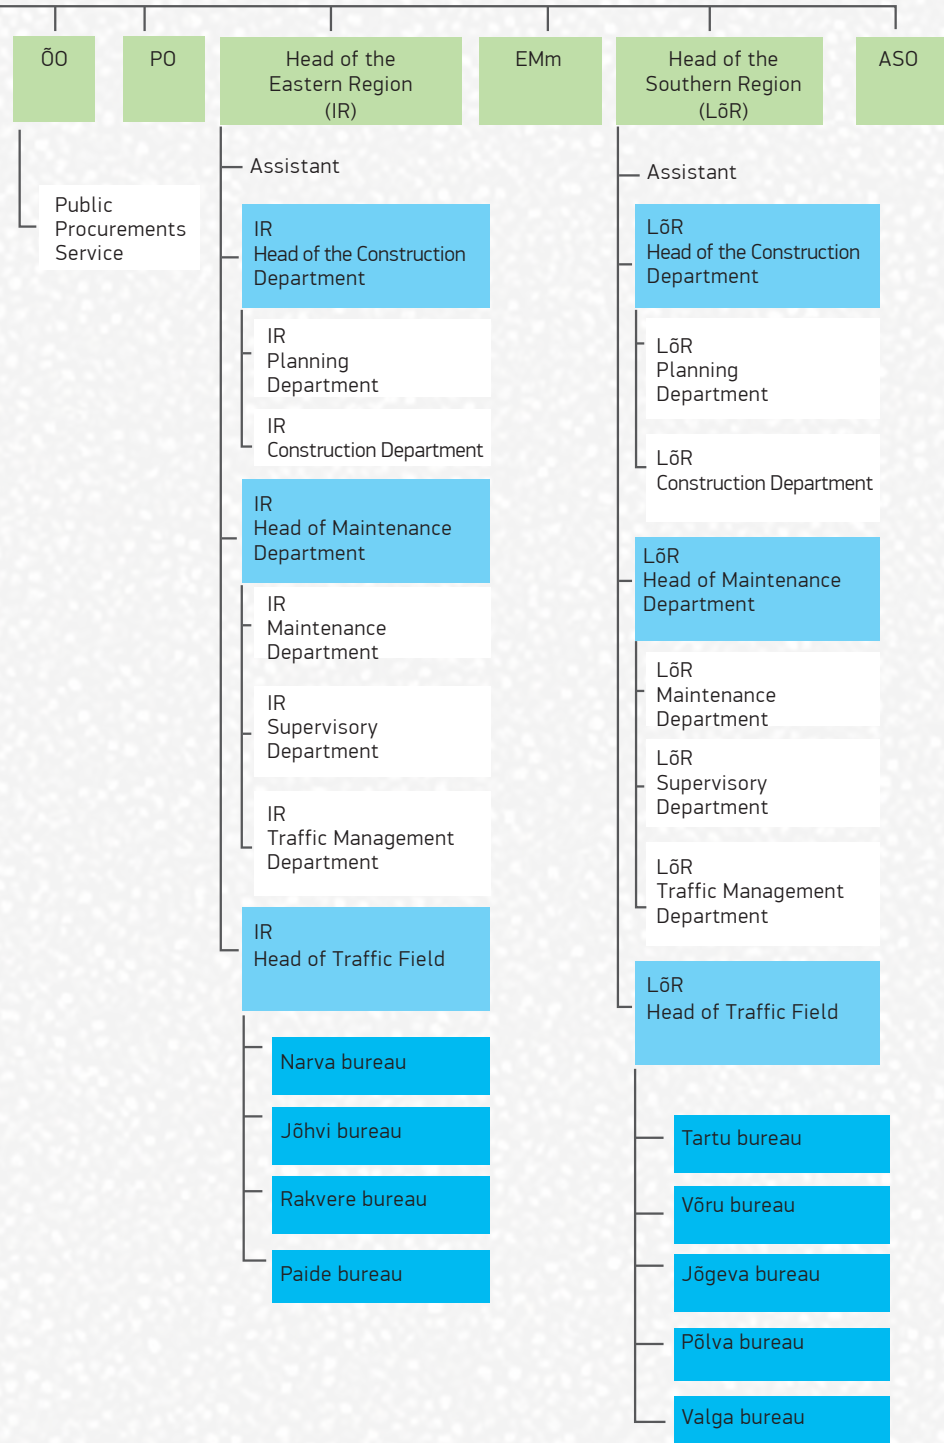 ÕO
PO
Head of the
Eastern Region
(IR)
EMm
Head of the
Southern Region
(LõR)
ASO
Public
Procurements
Service
Assistant
IR
Head of the Construction
Department
IR
Planning
Department
IR
Construction Department
IR
Head of Maintenance
Department
IR
Maintenance
Department
IR
Supervisory
Department
IR
Traffic Management
Department
IR
Head of Traffic Field
Narva bureau
Jõhvi bureau
Rakvere bureau
Paide bureau
Assistant
LõR
Head of the Construction
Department
LõR
Planning
Department
LõR
Construction Department
LõR
Head of Maintenance
Department
LõR
Maintenance
Department
LõR
Supervisory
Department
LõR
Traffic Management
Department
LõR
Head of Traffic Field
Tartu bureau
Võru bureau
Jõgeva bureau
Põlva bureau
Valga bureau